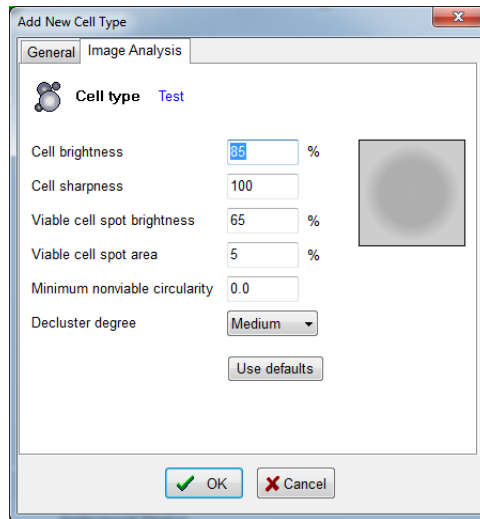 Add New Cell Type
x
General Image Analysis
Cell type Test
Cell brightness 85 %
Cell sharpness 100
Viable cell spot brightness 65 %
Viable cell spot area 5 %
Minimum nonviable circularity 0.0
Decluster degree Medium
Use defaults
OK Cancel